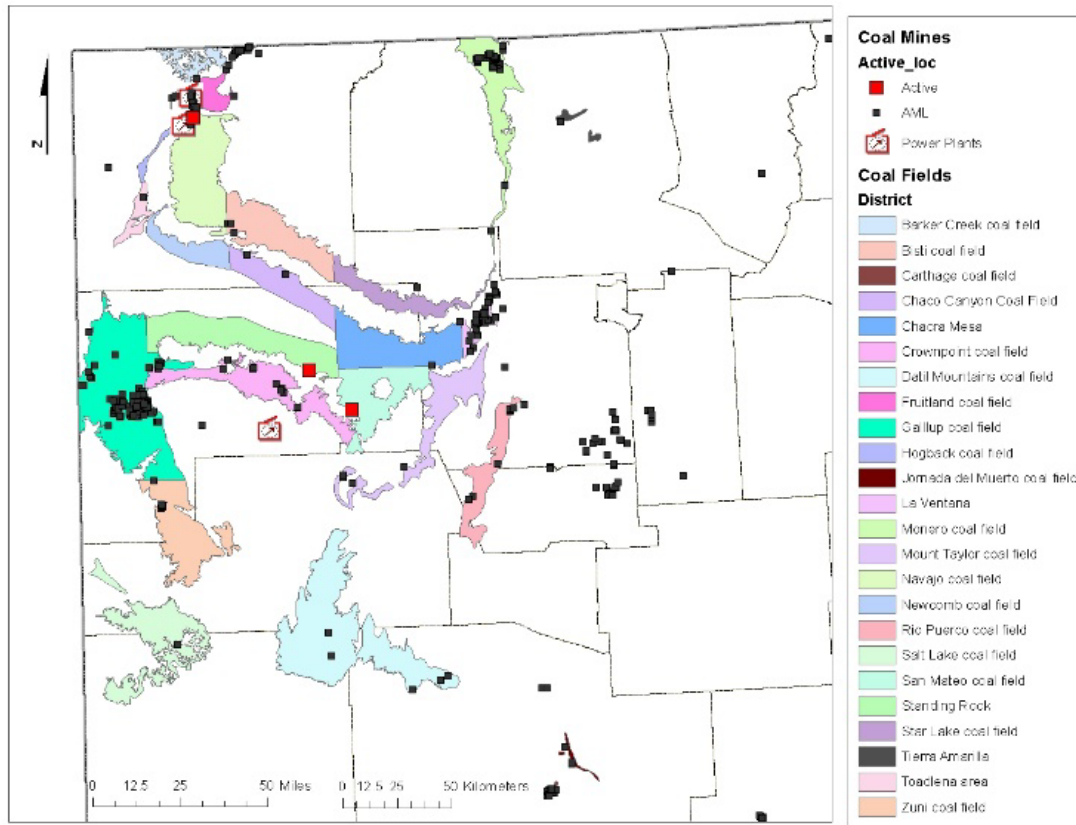 Coal Mines
Active_loc
Active
AML
Power Plants
Coal Fields
District
Barker Creek coal field
Bisti coal field
Carthage coal field
Chaco Canyon Coal Field
Chacra Mesa
Crownpoint coal field
Datil Mountains coal field
Fruitland coal field
Gallup coal field
Hogback coal field
Jornada del Muerto coal field
La Ventana
Monero coal field
Mount Taylor coal field
Navajo coal field
Newcomb coal field
Rio Puerco coal field
Salt Lake coal field
San Mateo coal field
Standing Rock
Star Lake coal field
Tierra Amarilla
Toadlena area
Zuni coal field
N
0 12.5 25 50 Miles
0 12.5 25 50 Kilometers